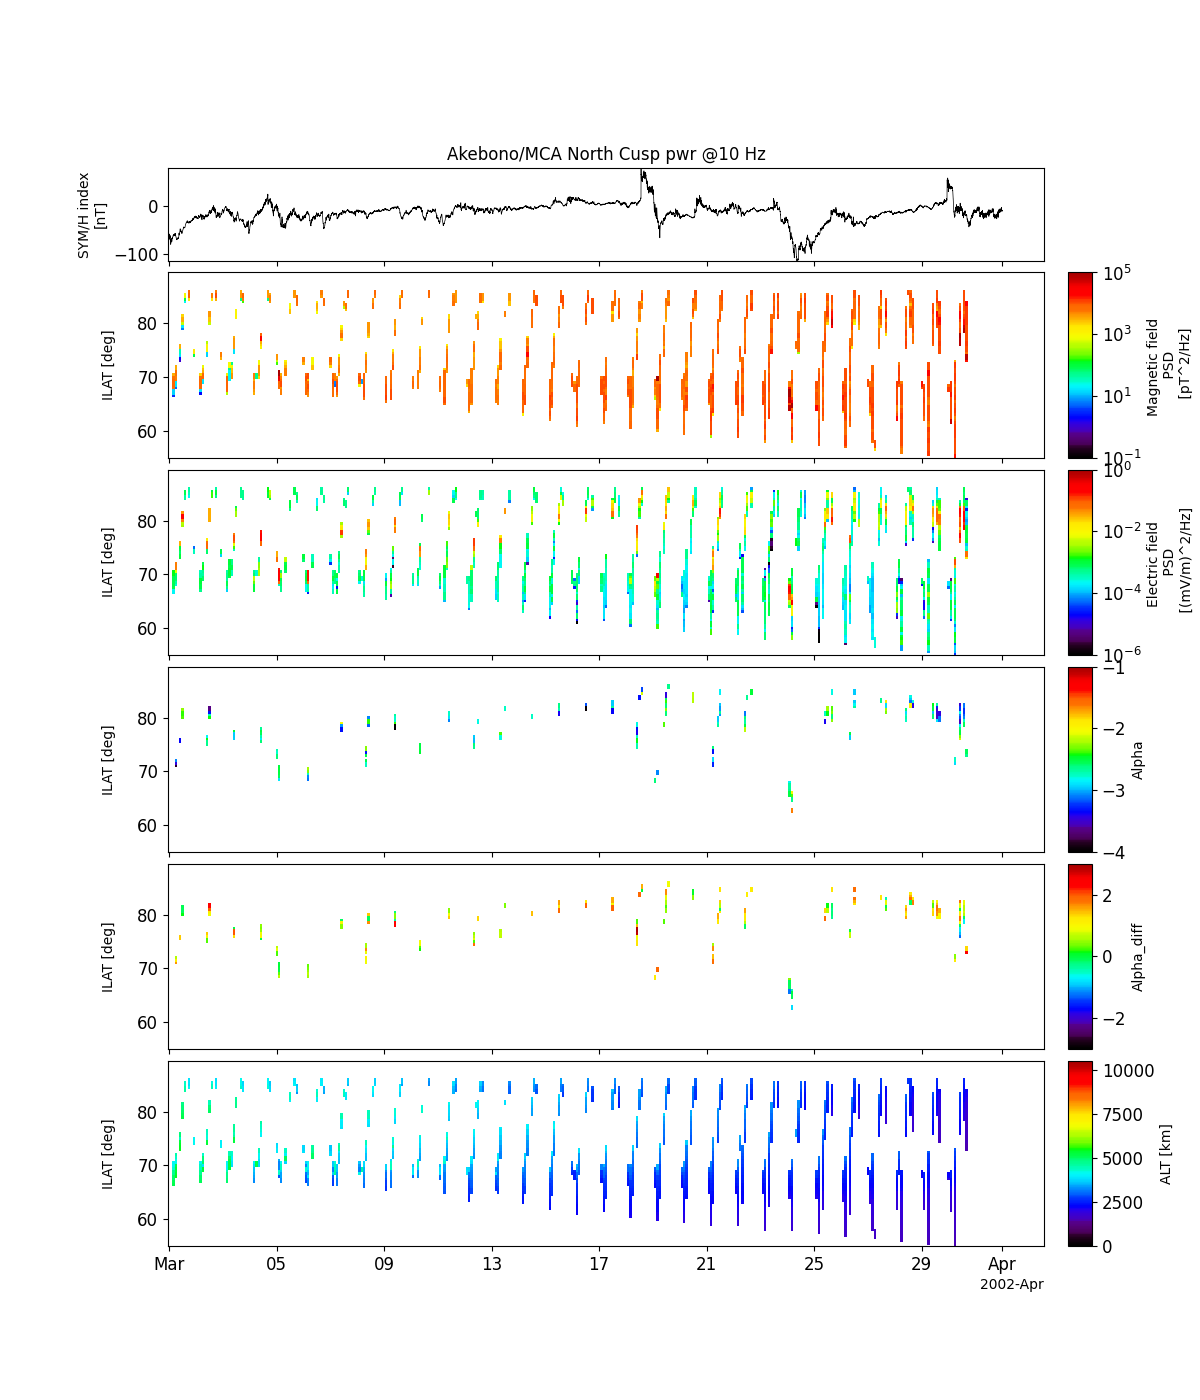 Akebono/MCA North Cusp pwr @10 Hz
SYM/H index
[nT]
0
−100
ILAT [deg]
80
70
60
10^5
10^3
10^1
10^-1
Magnetic field
PSD
[pT^2/Hz]
ILAT [deg]
80
70
60
10^0
10^-2
10^-4
10^-6
Electric field
PSD
[(mV/m)^2/Hz]
ILAT [deg]
80
70
60
−1
−2
−3
−4
Alpha
ILAT [deg]
80
70
60
2
0
−2
Alpha_diff
ILAT [deg]
80
70
60
10000
7500
5000
2500
0
ALT [km]
Mar 05 09 13 17 21 25 29 Apr
2002-Apr